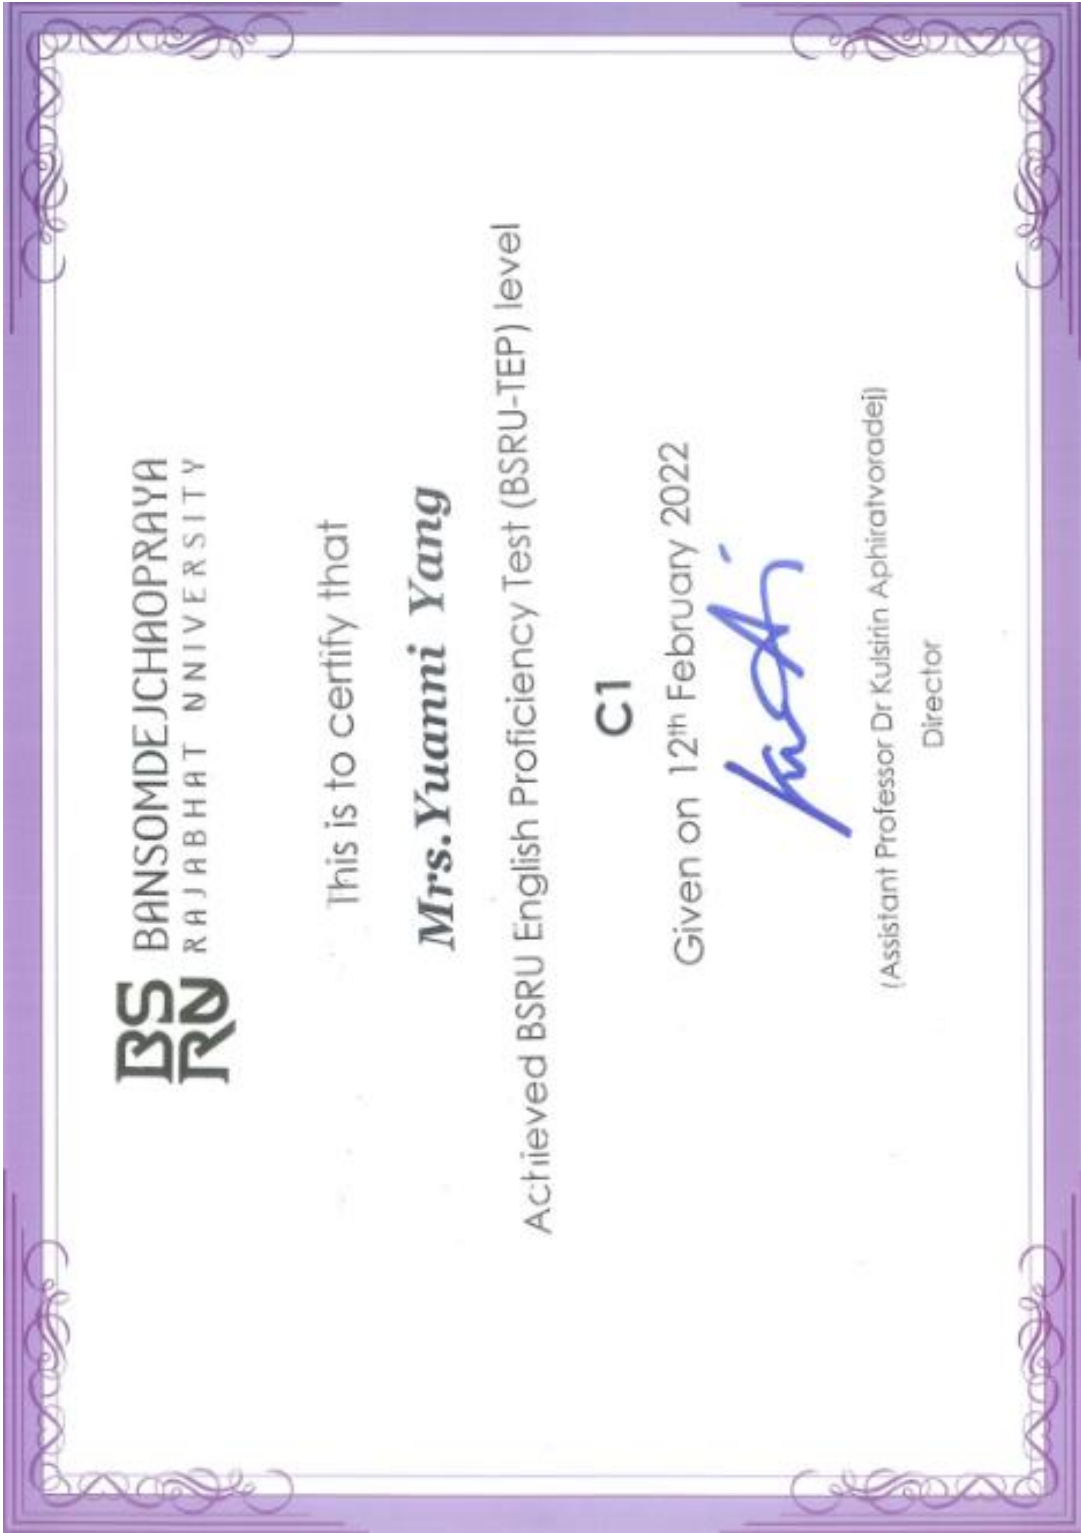 BS
RU
BANSOMDEJCHAOPRAYA
RAJABHAT UNIVERSITY
This is to certify that
Mrs.Yuanni Yang
Achieved BSRU English Proficiency Test (BSRU-TEP) level
C1
Given on 12th February 2022
(Assistant Professor Dr Kulsirin Aphiratvoradej)
Director